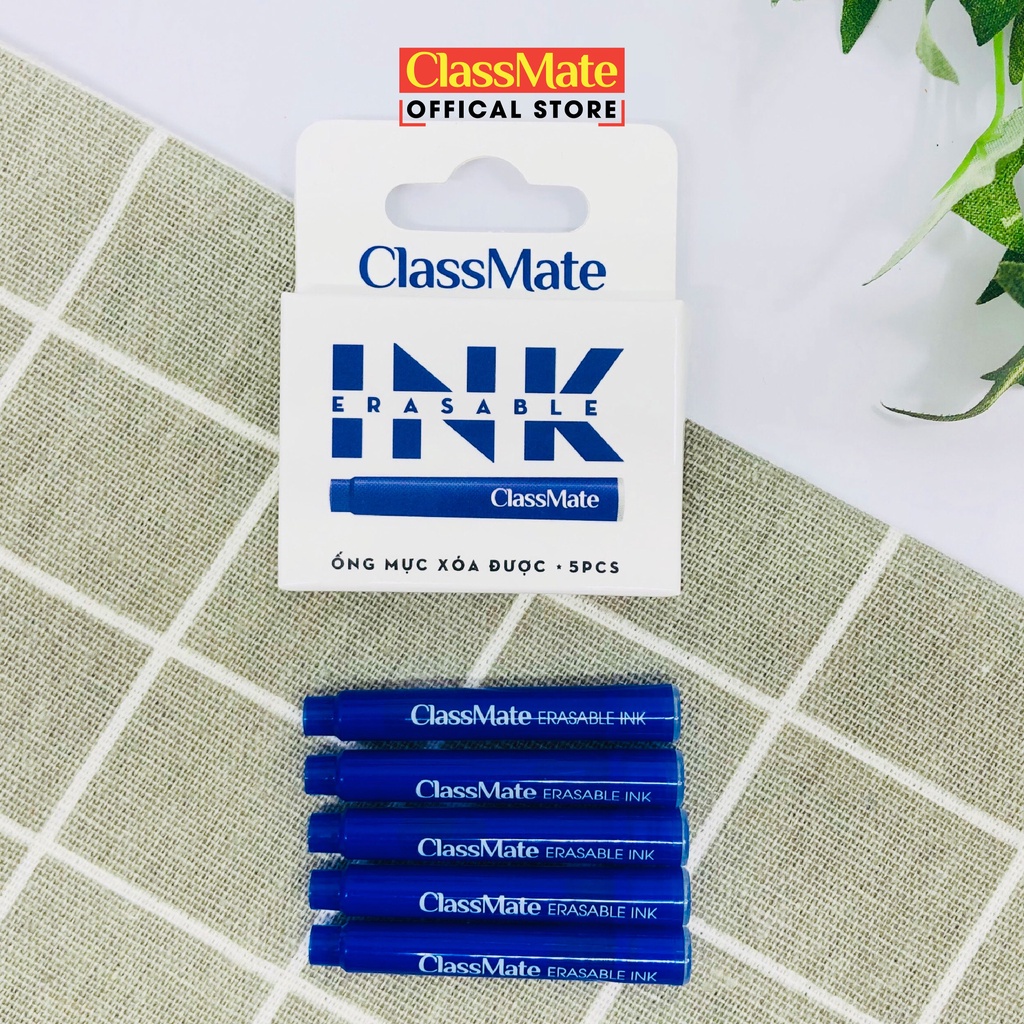 ClassMate
OFFICAL STORE
ClassMate
INK
ERASABLE
ClassMate
ỐNG MỰC XÓA ĐƯỢC * 5PCS
ClassMate ERASABLE INK
ClassMate ERASABLE INK
ClassMate ERASABLE INK
ClassMate ERASABLE INK
ClassMate ERASABLE INK